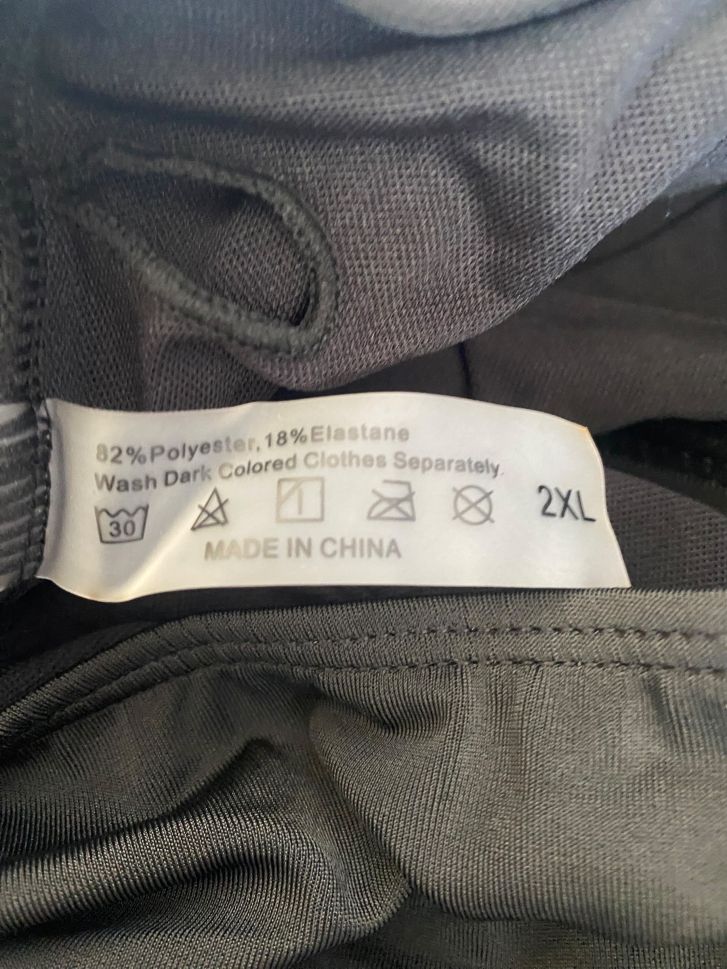 82%Polyester,18%Elastane
Wash Dark Colored Clothes Separately
30
2XL
MADE IN CHINA